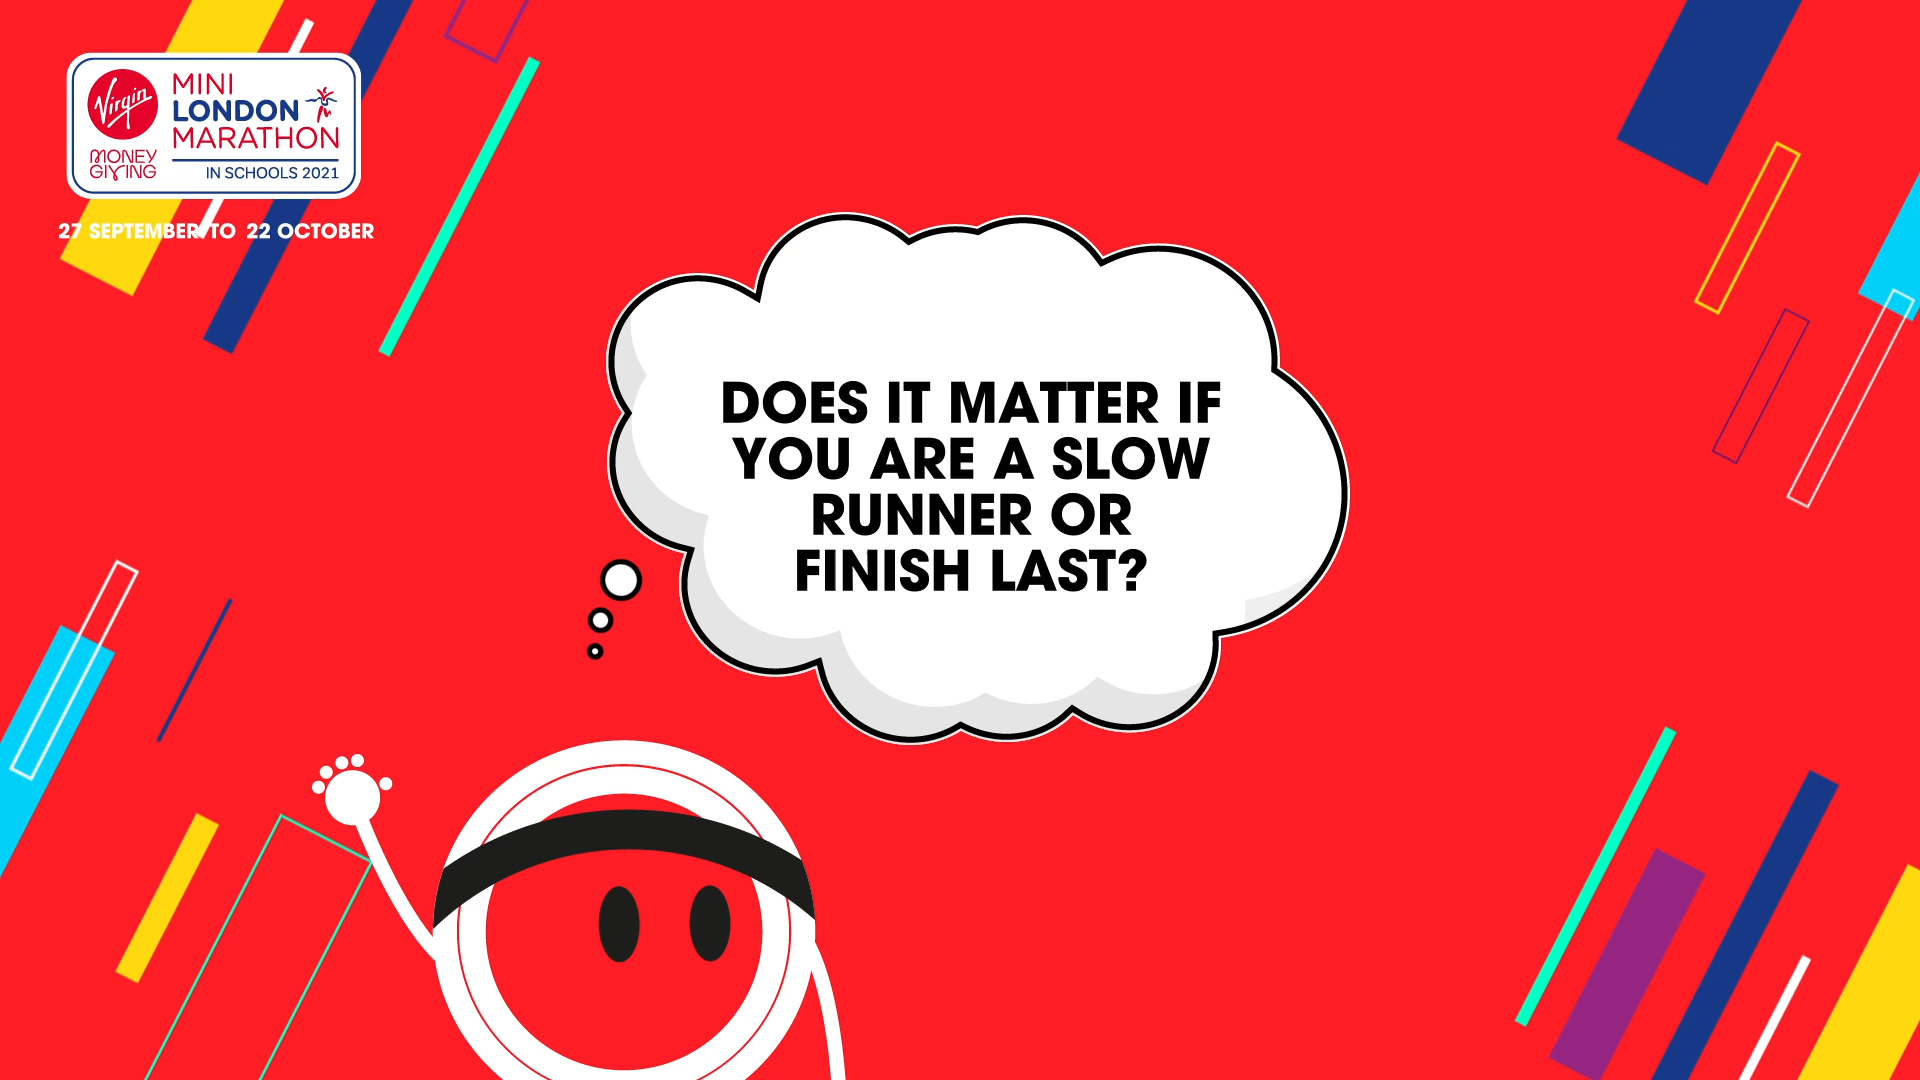 Virgin
MONEY
GIVING
MINI
LONDON
MARATHON
IN SCHOOLS 2021
27 SEPTEMBER TO 22 OCTOBER
DOES IT MATTER IF
YOU ARE A SLOW
RUNNER OR
FINISH LAST?